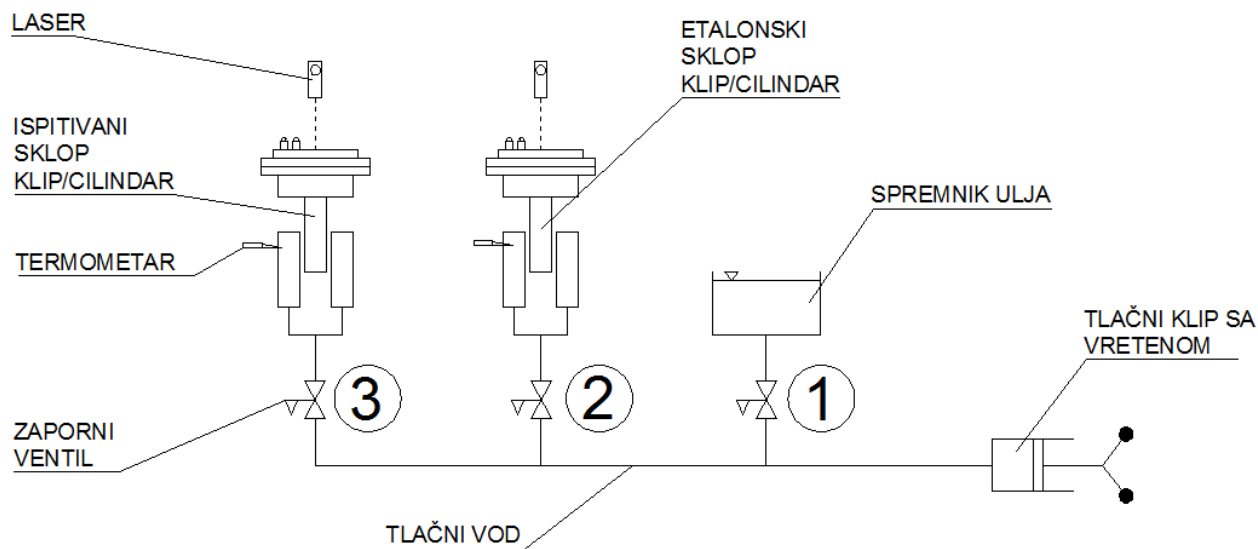 LASER
ETALONSKI
SKLOP
KLIP/CILINDAR
ISPITIVANI
SKLOP
KLIP/CILINDAR
SPREMNIK ULJA
TERMOMETAR
TLAČNI KLIP SA
VRETENOM
3
2
1
ZAPORNI
VENTIL
TLAČNI VOD